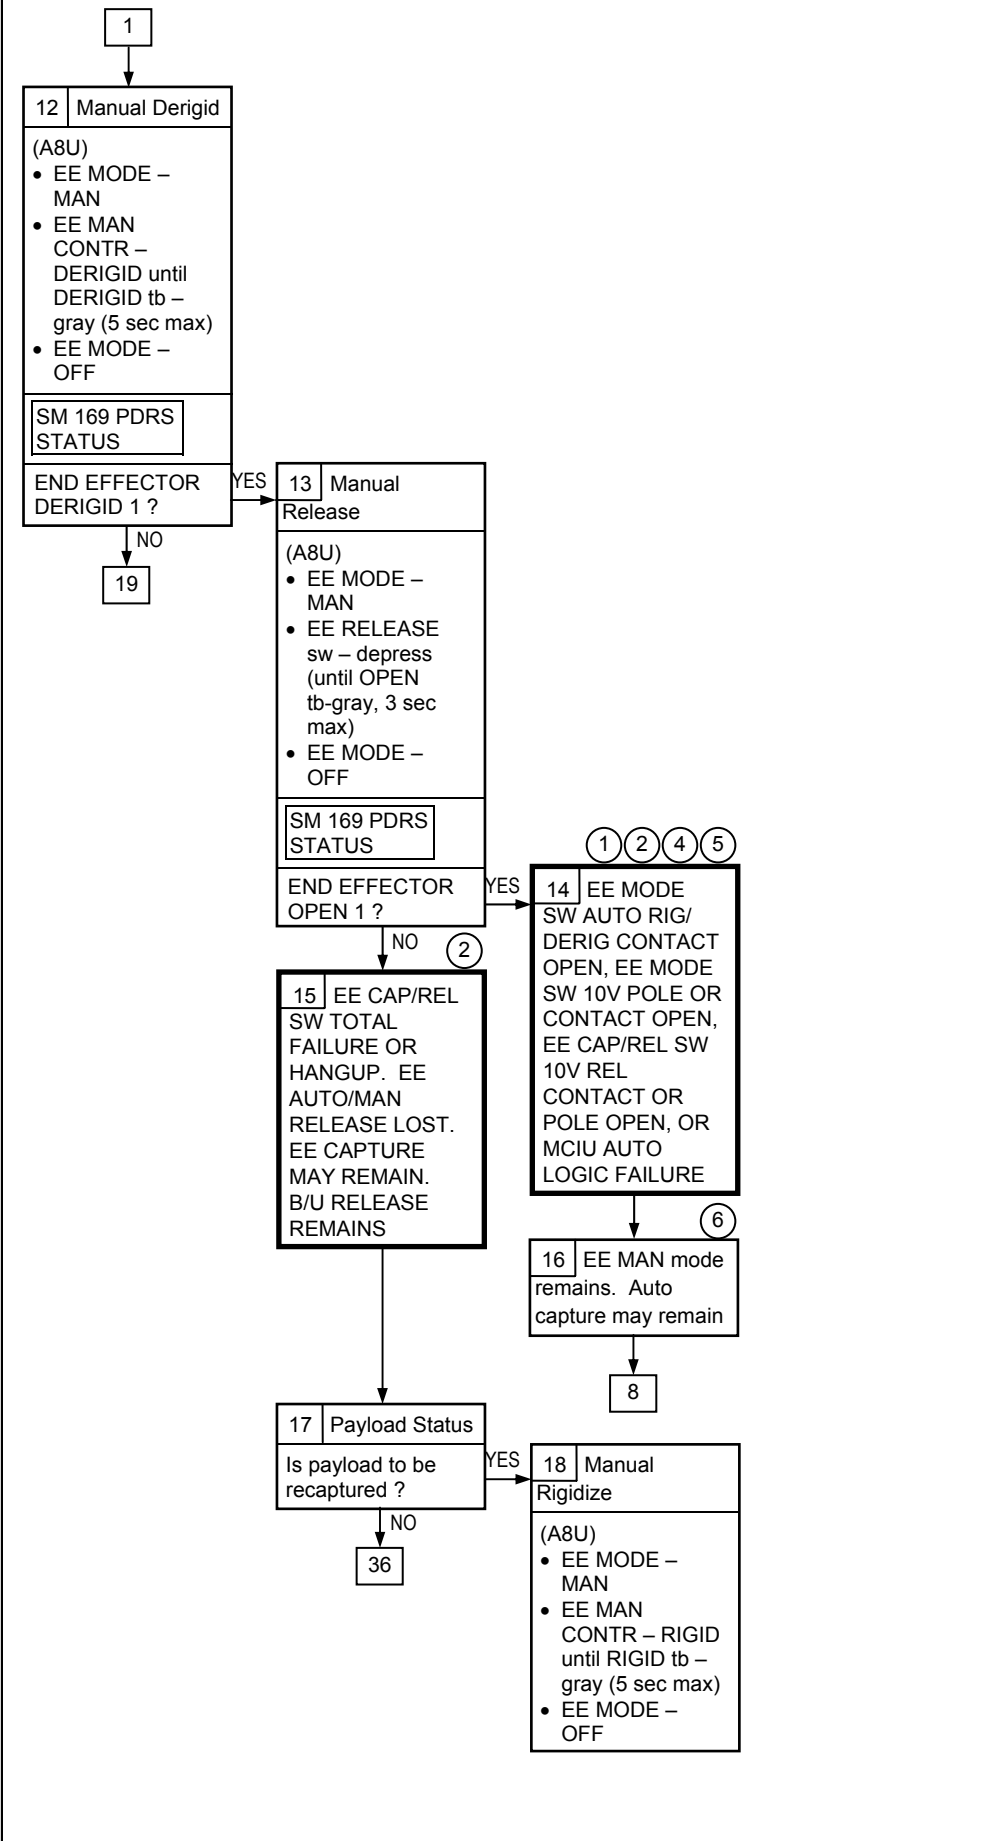 1
12 Manual Derigid
(A8U)
• EE MODE –
MAN
• EE MAN
CONTR –
DERIGID until
DERIGID tb –
gray (5 sec max)
• EE MODE –
OFF
SM 169 PDRS
STATUS
END EFFECTOR
DERIGID 1 ?
YES
NO
19
13 Manual
Release
(A8U)
• EE MODE –
MAN
• EE RELEASE
sw – depress
(until OPEN
tb-gray, 3 sec
max)
• EE MODE –
OFF
SM 169 PDRS
STATUS
END EFFECTOR
OPEN 1 ?
YES
NO
1 2 4 5
14 EE MODE
SW AUTO RIG/
DERIG CONTACT
OPEN, EE MODE
SW 10V POLE OR
CONTACT OPEN,
EE CAP/REL SW
10V REL
CONTACT OR
POLE OPEN, OR
MCIU AUTO
LOGIC FAILURE
2
15 EE CAP/REL
SW TOTAL
FAILURE OR
HANGUP. EE
AUTO/MAN
RELEASE LOST.
EE CAPTURE
MAY REMAIN.
B/U RELEASE
REMAINS
6
16 EE MAN mode
remains. Auto
capture may remain
8
17 Payload Status
Is payload to be
recaptured ?
YES
NO
36
18 Manual
Rigidize
(A8U)
• EE MODE –
MAN
• EE MAN
CONTR – RIGID
until RIGID tb –
gray (5 sec max)
• EE MODE –
OFF